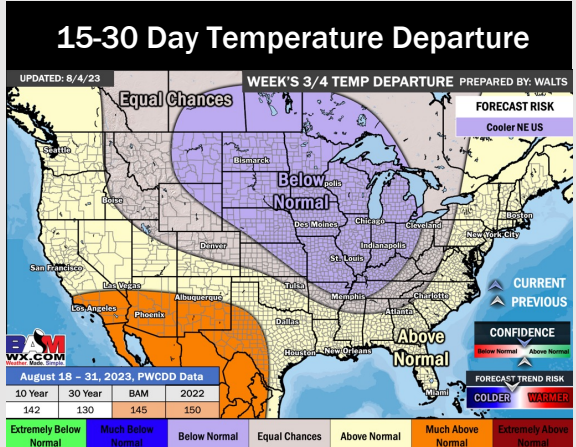 15-30 Day Temperature Departure
UPDATED: 8/4/23
WEEK'S 3/4 TEMP DEPARTURE PREPARED BY: WALTS
Equal Chances
FORECAST RISK
Cooler NE US
Seattle
Bismarck
Below
polis
Normal
Boise
Boston
Des Moines
Chicago
Cleveland
New York City
Denver
Indianapolis
St. Louis
San Francisco
Las Vegas
Tulsa
CURRENT
Los Angeles
Albuquerque
Memphis
Charlotte
PREVIOUS
Phoenix
Atlanta
Dallas
CONFIDENCE
Above
Normal
Below Normal
Above Normal
BAM
WX.COM
Weather. Made. Simple.
Houston
New Orleans
August 18 – 31, 2023, PWCDD Data
FORECAST TREND RISK
10 Year 30 Year BAM 2022
Miami
COLDER WARMER
142 130 145 150
Extremely Below Normal
Much Below Normal
Below Normal
Equal Chances
Above Normal
Much Above Normal
Extremely Above Normal